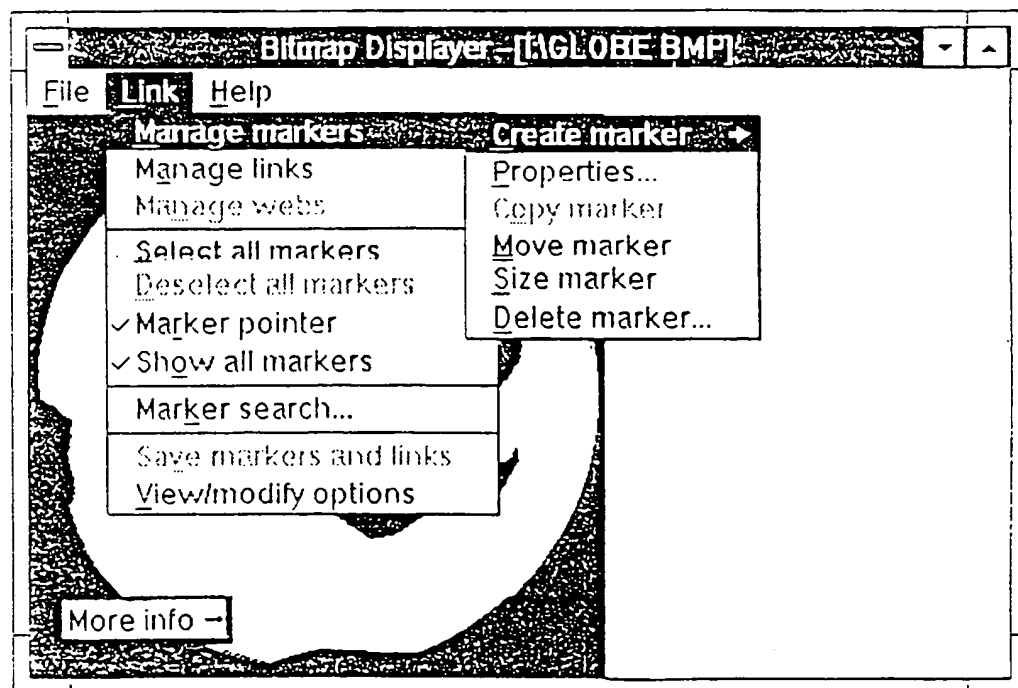 Bitmap Displayer - [I:\GLOBE BMP]
File Link Help
Manage markers
Manage links
Manage webs
Select all markers
Deselect all markers
✓ Marker pointer
✓ Show all markers
Marker search...
Save markers and links
View/modify options
Create marker →
Properties...
Copy marker
Move marker
Size marker
Delete marker...
More info →